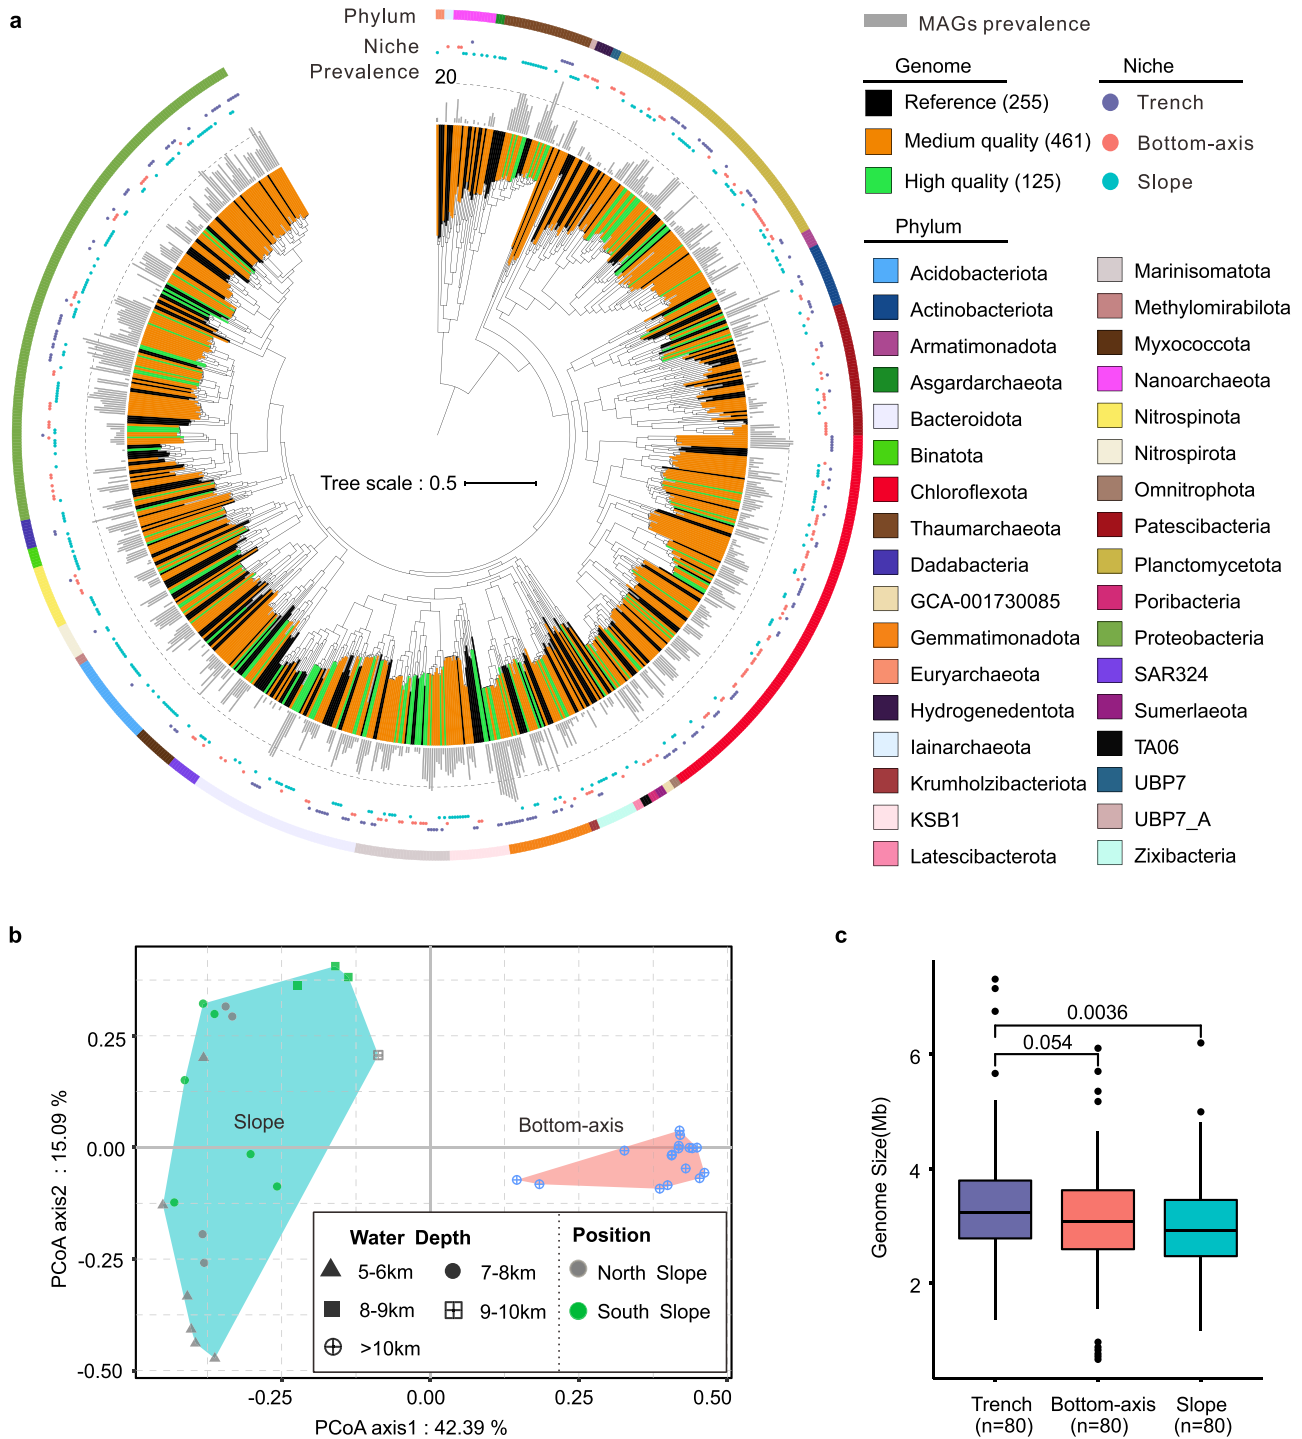 a
Phylum
Niche
Prevalence
20
Tree scale : 0.5
MAGs prevalence
Genome
Reference (255)
Medium quality (461)
High quality (125)
Niche
Trench
Bottom-axis
Slope
Phylum
Acidobacteriota
Actinobacteriota
Armatimonadota
Asgardarchaeota
Bacteroidota
Binatota
Chloroflexota
Thaumarchaeota
Dadabacteria
GCA-001730085
Gemmatimonadota
Euryarchaeota
Hydrogenedentota
Iainarchaeota
Krumholzibacteriota
KSB1
Latescibacterota
Marinisomatota
Methylomirabilota
Myxococcota
Nanoarchaeota
Nitrospinota
Nitrospirota
Omnitrophota
Patescibacteria
Planctomycetota
Poribacteria
Proteobacteria
SAR324
Sumerlaeota
TA06
UBP7
UBP7_A
Zixibacteria
b
PCoA axis2 : 15.09 %
0.25
0.00
-0.25
-0.50
Slope
Bottom-axis
Water Depth
5-6km
7-8km
8-9km
9-10km
>10km
Position
North Slope
South Slope
-0.25
0.00
0.25
0.50
PCoA axis1 : 42.39 %
c
Genome Size(Mb)
6
4
2
0.0036
0.054
Trench
(n=80)
Bottom-axis
(n=80)
Slope
(n=80)